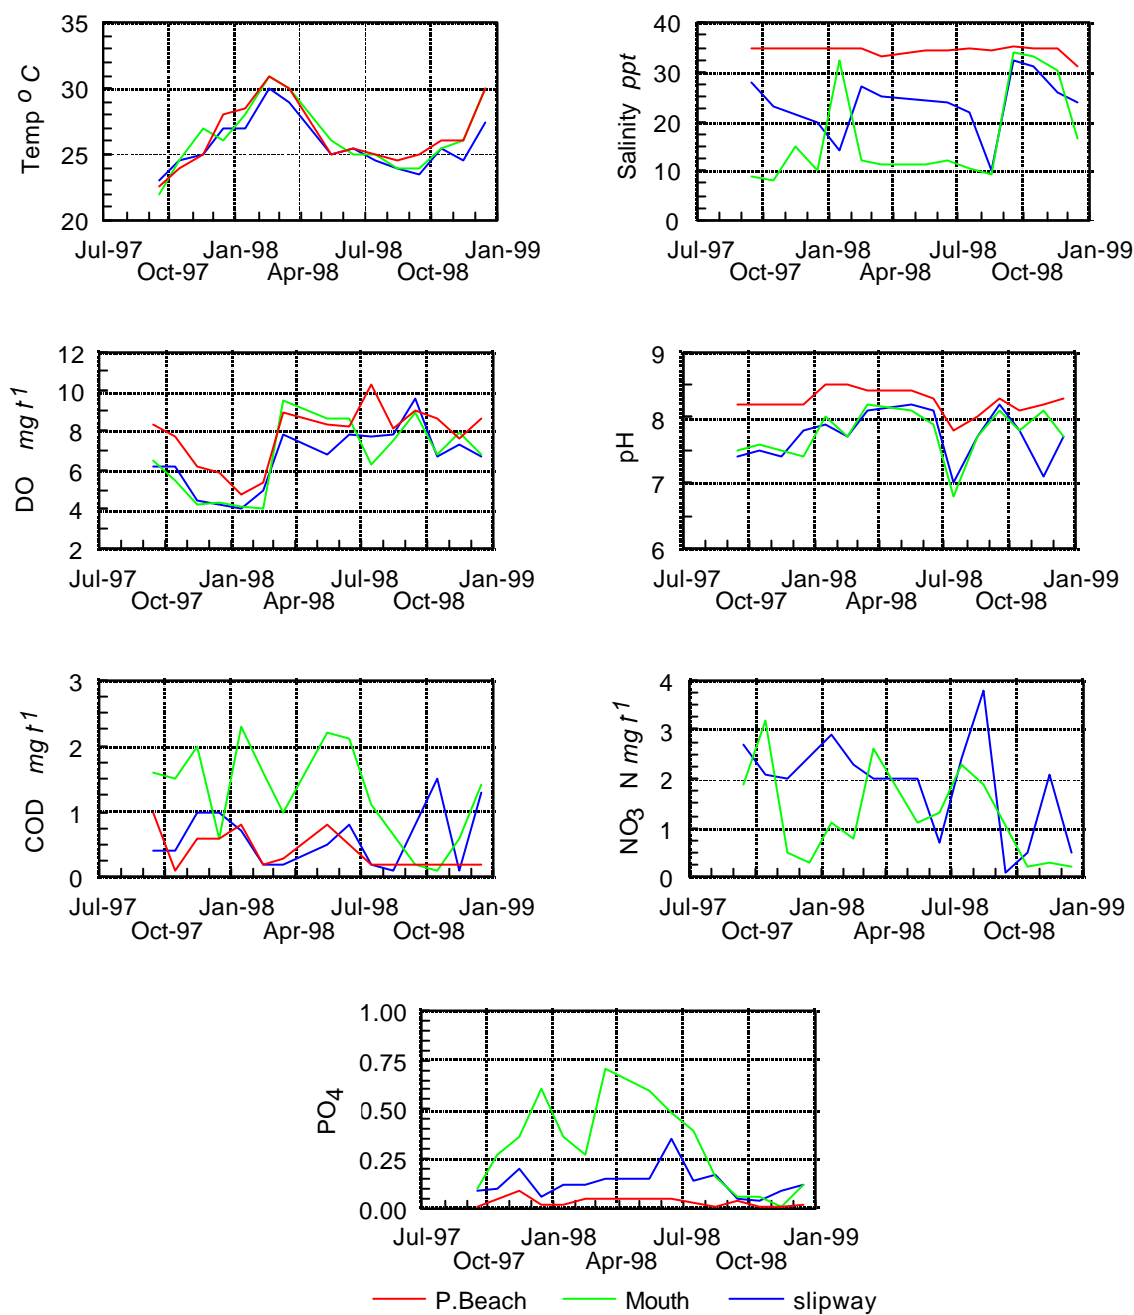 35
30
25
20
Temp ° C
Jul-97 Jan-98 Jul-98 Jan-99
Oct-97 Apr-98 Oct-98
40
30
20
10
0
Salinity ppt
Jul-97 Jan-98 Jul-98 Jan-99
Oct-97 Apr-98 Oct-98
12
10
8
6
4
2
DO mg l1
Jul-97 Jan-98 Jul-98 Jan-99
Oct-97 Apr-98 Oct-98
9
8
7
6
pH
Jul-97 Jan-98 Jul-98 Jan-99
Oct-97 Apr-98 Oct-98
3
2
1
0
COD mg l1
Jul-97 Jan-98 Jul-98 Jan-99
Oct-97 Apr-98 Oct-98
4
3
2
1
0
NO3 N mg l1
Jul-97 Jan-98 Jul-98 Jan-99
Oct-97 Apr-98 Oct-98
1.00
0.75
0.50
0.25
0.00
PO4
Jul-97 Jan-98 Jul-98 Jan-99
Oct-97 Apr-98 Oct-98
P.Beach Mouth slipway